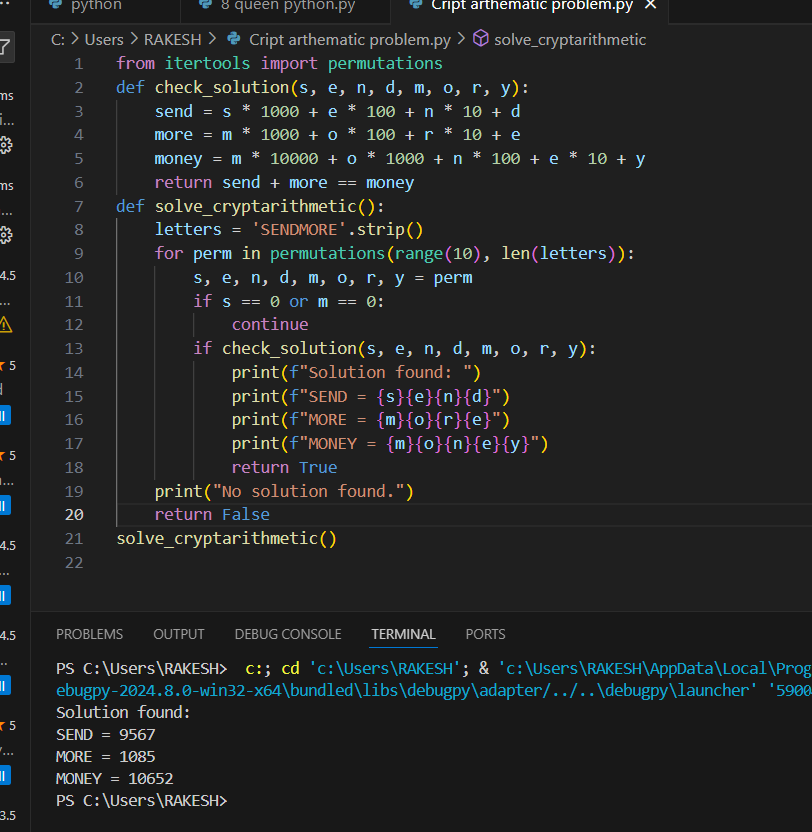 python
8 queen python.py
Cript arthematic problem.py
C: > Users > RAKESH > Cript arthematic problem.py > solve_cryptarithmetic
1 from itertools import permutations
2 def check_solution(s, e, n, d, m, o, r, y):
3     send = s * 1000 + e * 100 + n * 10 + d
4     more = m * 1000 + o * 100 + r * 10 + e
5     money = m * 10000 + o * 1000 + n * 100 + e * 10 + y
6     return send + more == money
7 def solve_cryptarithmetic():
8     letters = 'SENDMORE'.strip()
9     for perm in permutations(range(10), len(letters)):
10         s, e, n, d, m, o, r, y = perm
11         if s == 0 or m == 0:
12             continue
13         if check_solution(s, e, n, d, m, o, r, y):
14             print(f"Solution found: ")
15             print(f"SEND = {s}{e}{n}{d}")
16             print(f"MORE = {m}{o}{r}{e}")
17             print(f"MONEY = {m}{o}{n}{e}{y}")
18             return True
19     print("No solution found.")
20     return False
21 solve_cryptarithmetic()
22
PROBLEMS OUTPUT DEBUG CONSOLE TERMINAL PORTS
PS C:\Users\RAKESH>  c:; cd 'c:\Users\RAKESH'; & 'c:\Users\RAKESH\AppData\Local\Prog
ebugpy-2024.8.0-win32-x64\bundled\libs\debugpy\adapter/../..\debugpy\launcher' '5900
Solution found:
SEND = 9567
MORE = 1085
MONEY = 10652
PS C:\Users\RAKESH>
ms
ms
4.5
5
5
4.5
4.5
5
3.5